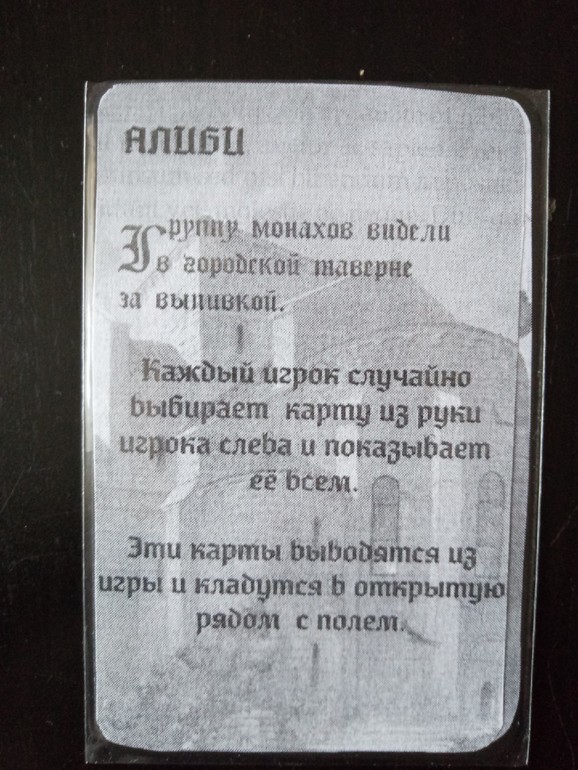 АЛИБИ
Группу монахов видели
в городской таверне
за выпивкой.
Каждый игрок случайно
выбирает карту из руки
игрока слева и показывает
её всем.
Эти карты выводятся из
игры и кладутся в открытую
рядом с полем.